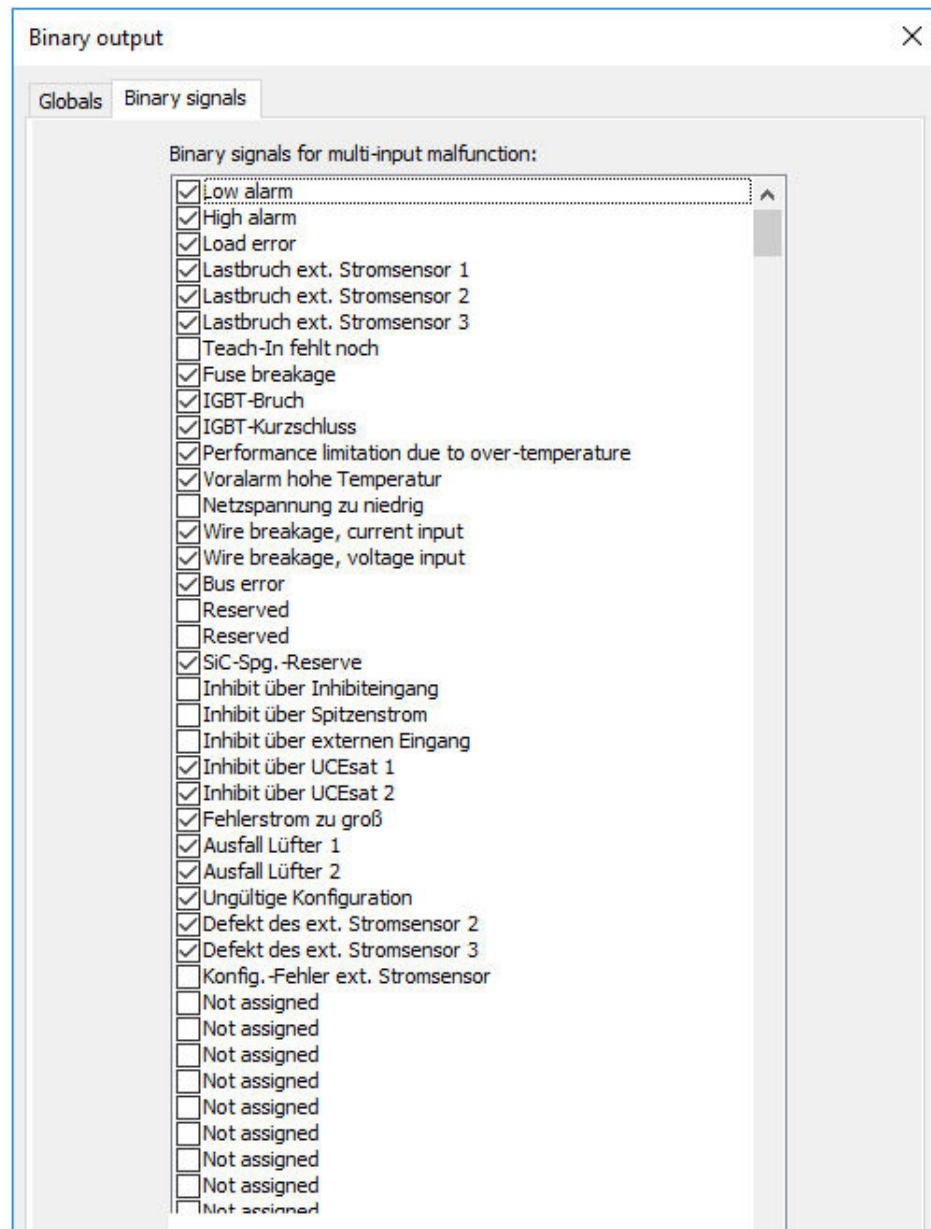 Binary output
Globals
Binary signals
Binary signals for multi-input malfunction:
Low alarm
High alarm
Load error
Lastbruch ext. Stromsensor 1
Lastbruch ext. Stromsensor 2
Lastbruch ext. Stromsensor 3
Teach-In fehlt noch
Fuse breakage
IGBT-Bruch
IGBT-Kurzschluss
Performance limitation due to over-temperature
Voralarm hohe Temperatur
Netzspannung zu niedrig
Wire breakage, current input
Wire breakage, voltage input
Bus error
Reserved
Reserved
SiC-Spg.-Reserve
Inhibit über Inhibiteingang
Inhibit über Spitzenstrom
Inhibit über externen Eingang
Inhibit über UCEsat 1
Inhibit über UCEsat 2
Fehlerstrom zu groß
Ausfall Lüfter 1
Ausfall Lüfter 2
Ungültige Konfiguration
Defekt des ext. Stromsensor 2
Defekt des ext. Stromsensor 3
Konfig.-Fehler ext. Stromsensor
Not assigned
Not assigned
Not assigned
Not assigned
Not assigned
Not assigned
Not assigned
Not assigned
Not assigned